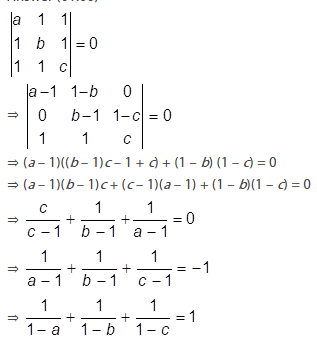 |a 1 1|
|1 b 1| = 0
|1 1 c|
|a−1 1−b 0|
⇒ |0 b−1 1−c| = 0
|1 1 c|
⇒ (a − 1)((b − 1)c − 1 + c) + (1 − b) (1 − c) = 0
⇒ (a − 1)(b − 1)c + (c − 1)(a − 1) + (1 − b)(1 − c) = 0
⇒ c/(c − 1) + 1/(b − 1) + 1/(a − 1) = 0
⇒ 1/(a − 1) + 1/(b − 1) + 1/(c − 1) = −1
⇒ 1/(1 − a) + 1/(1 − b) + 1/(1 − c) = 1